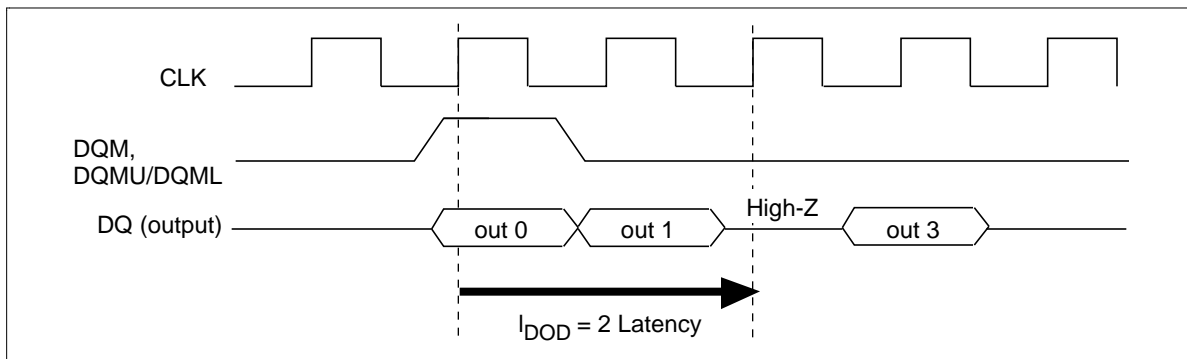 CLK
DQM,
DQMU/DQML
DQ (output)
out 0
out 1
High-Z
out 3
IDOD = 2 Latency